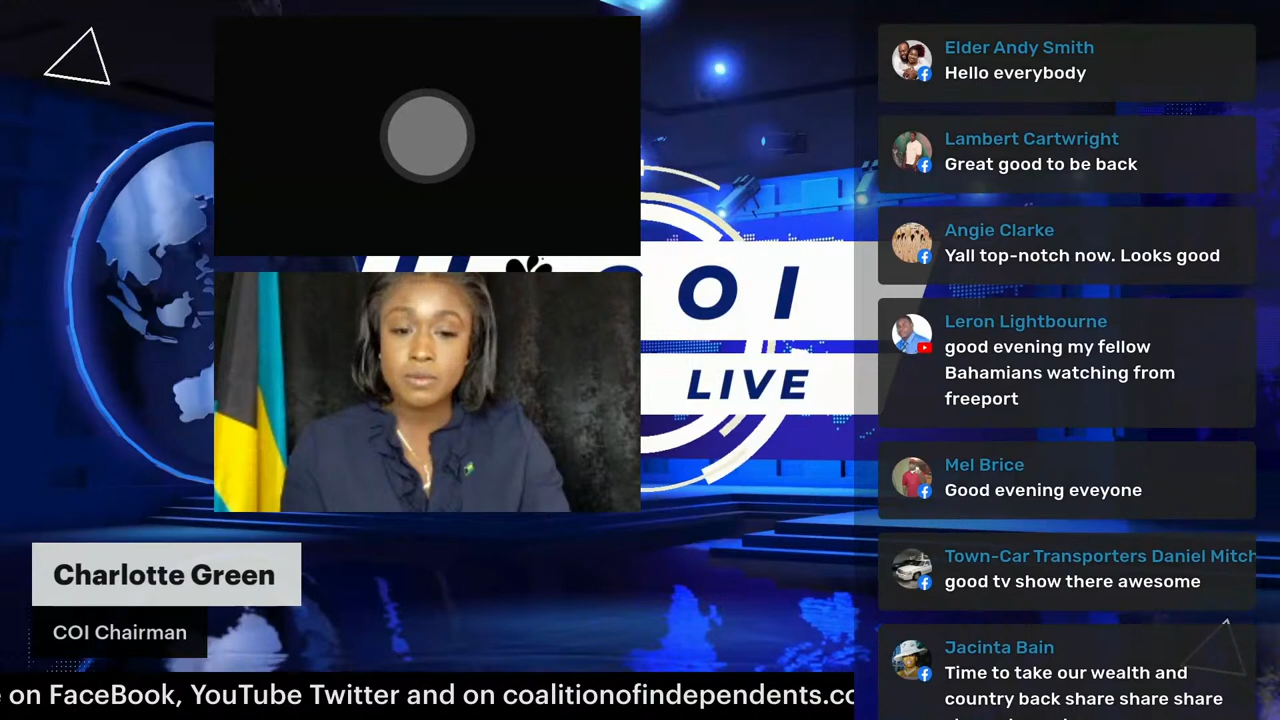 OI
LIVE
Charlotte Green
COI Chairman
on FaceBook, YouTube Twitter and on coalitionofindependents.co
Elder Andy Smith
Hello everybody
Lambert Cartwright
Great good to be back
Angie Clarke
Yall top-notch now. Looks good
Leron Lightbourne
good evening my fellow
Bahamians watching from
freeport
Mel Brice
Good evening eveyone
Town-Car Transporters Daniel Mitch
good tv show there awesome
Jacinta Bain
Time to take our wealth and
country back share share share